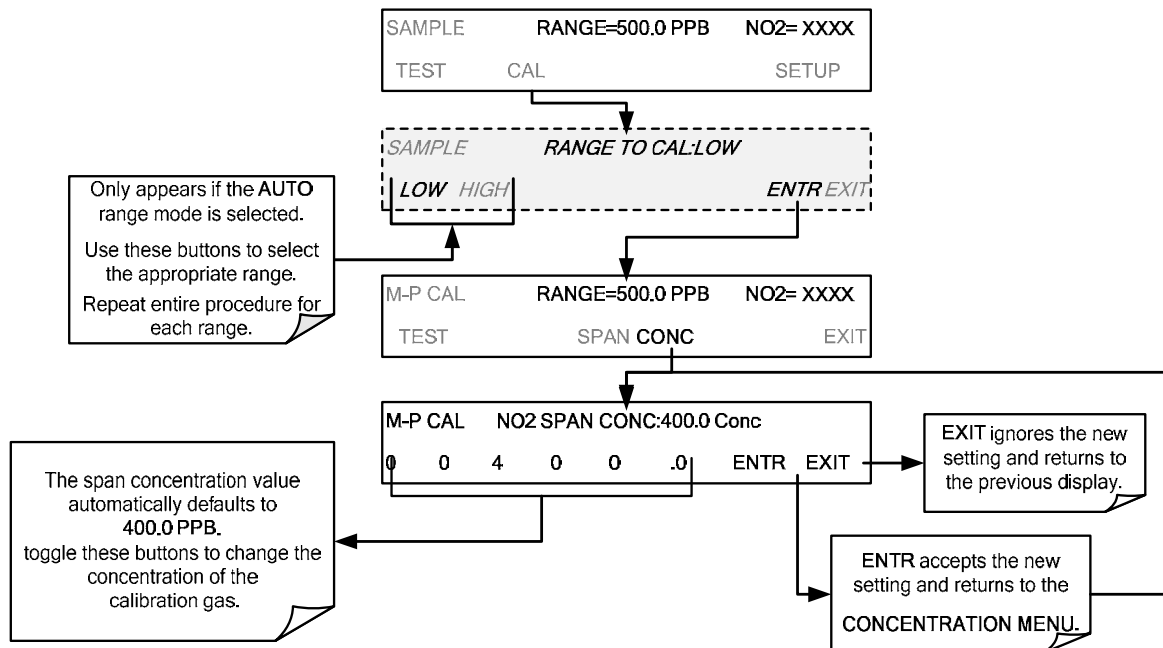 SAMPLE RANGE=500.0 PPB NO2= XXXX
TEST CAL SETUP
SAMPLE RANGE TO CAL:LOW
LOW HIGH ENTR EXIT
Only appears if the AUTO
range mode is selected.
Use these buttons to select
the appropriate range.
Repeat entire procedure for
each range.
M-P CAL RANGE=500.0 PPB NO2= XXXX
TEST SPAN CONC EXIT
M-P CAL NO2 SPAN CONC:400.0 Conc
0 0 4 0 0 .0 ENTR EXIT
EXIT ignores the new
setting and returns to
the previous display.
The span concentration value
automatically defaults to
400.0 PPB.
toggle these buttons to change the
concentration of the
calibration gas.
ENTR accepts the new
setting and returns to the
CONCENTRATION MENU.